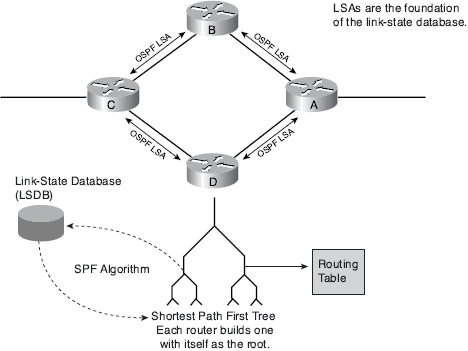 LSAs are the foundation
of the link-state database.
B
OSPF LSA
OSPF LSA
C
A
OSPF LSA
OSPF LSA
D
Link-State Database
(LSDB)
SPF Algorithm
Routing
Table
Shortest Path First Tree
Each router builds one
with itself as the root.